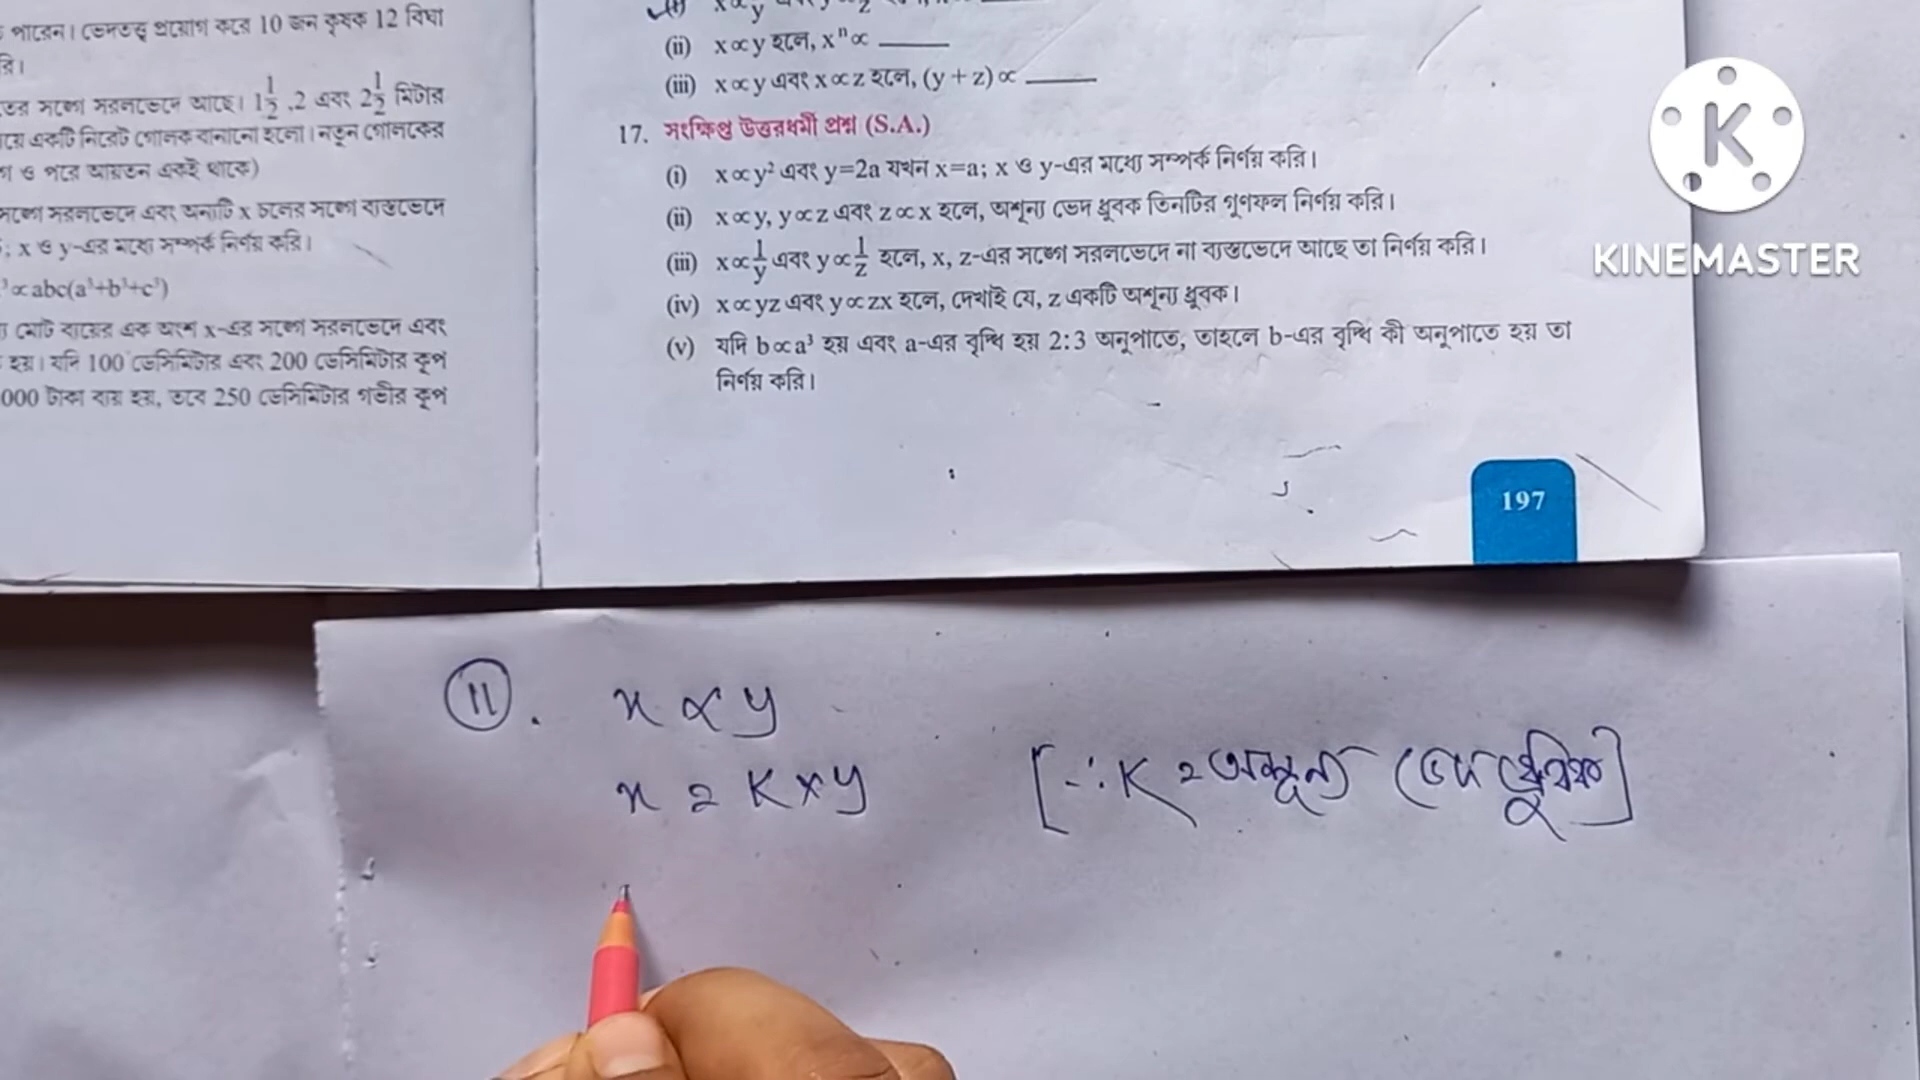 পারেন। ভেদতত্ত্ব প্রয়োগ করে 10 জন কৃষক 12 বিঘা
রি।
সঙ্গে সরলভেদে আছে। 1½, 2 এবং 2½ মিটার
একটি নিরেট গোলক বানানো হলো। নতুন গোলকের
ও পরে আয়তন একই থাকে)
সরলভেদে এবং অন্যটি x চলের সঙ্গে ব্যস্তভেদে
; x ও y-এর মধ্যে সম্পর্ক নির্ণয় করি।
³∝abc(a³+b³+c³)
মোট ব্যয়ের এক অংশ x-এর সঙ্গে সরলভেদে এবং
হয়। যদি 100 ডেসিমিটার এবং 200 ডেসিমিটার কূপ
000 টাকা ব্যয় হয়, তবে 250 ডেসিমিটার গভীর কূপ
(ii) x∝y হলে, xⁿ∝ ____
(iii) x∝y এবং x∝z হলে, (y+z)∝ ____
17. সংক্ষিপ্ত উত্তরধর্মী প্রশ্ন (S.A.)
(i) x∝y² এবং y=2a যখন x=a; x ও y-এর মধ্যে সম্পর্ক নির্ণয় করি।
(ii) x∝y, y∝z এবং z∝x হলে, অশূন্য ভেদ ধ্রুবক তিনটির গুণফল নির্ণয় করি।
(iii) x∝1/y এবং y∝1/z হলে, x, z-এর সঙ্গে সরলভেদে না ব্যস্তভেদে আছে তা নির্ণয় করি।
(iv) x∝yz এবং y∝zx হলে, দেখাই যে, z একটি অশূন্য ধ্রুবক।
(v) যদি b∝a³ হয় এবং a-এর বৃদ্ধি হয় 2:3 অনুপাতে, তাহলে b-এর বৃদ্ধি কী অনুপাতে হয় তা
নির্ণয় করি।
197
KINEMASTER
(ii). x ∝ y
x = K×y [∴K = অশূন্য ভেদ ধ্রুবক]